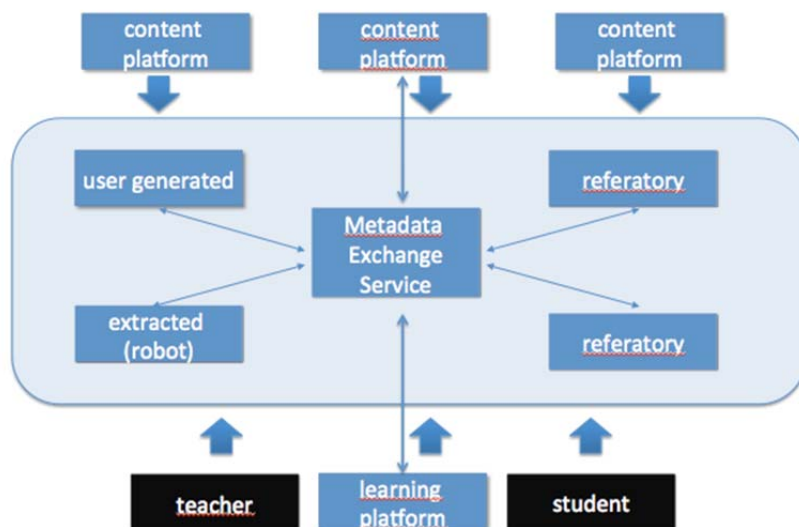 content
platform
content
platform
content
platform
user generated
referatory
Metadata
Exchange
Service
extracted
(robot)
referatory
teacher
learning
platform
student